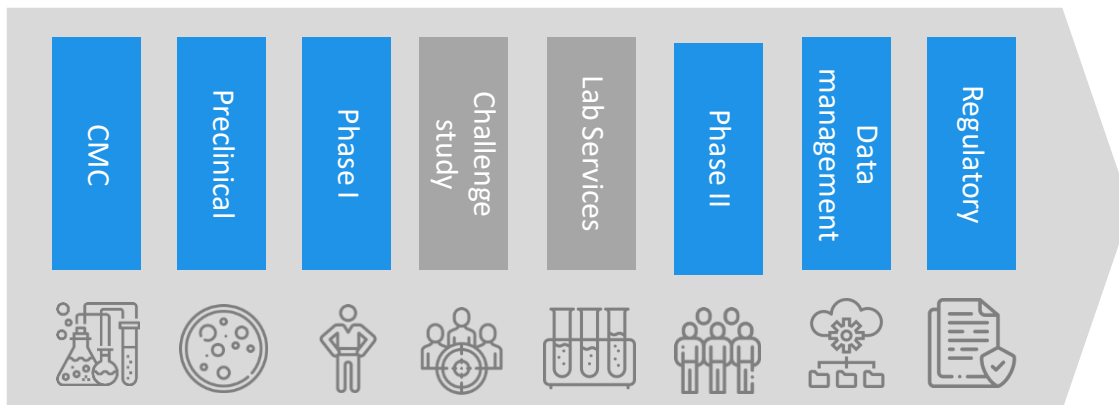 CMC
Preclinical
Phase I
Challenge
study
Lab Services
Phase II
Data
management
Regulatory